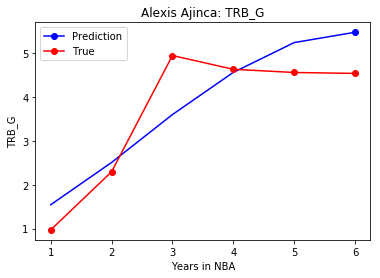 Alexis Ajinca: TRB_G
Prediction
True
5
4
3
2
1
TRB_G
1 2 3 4 5 6
Years in NBA